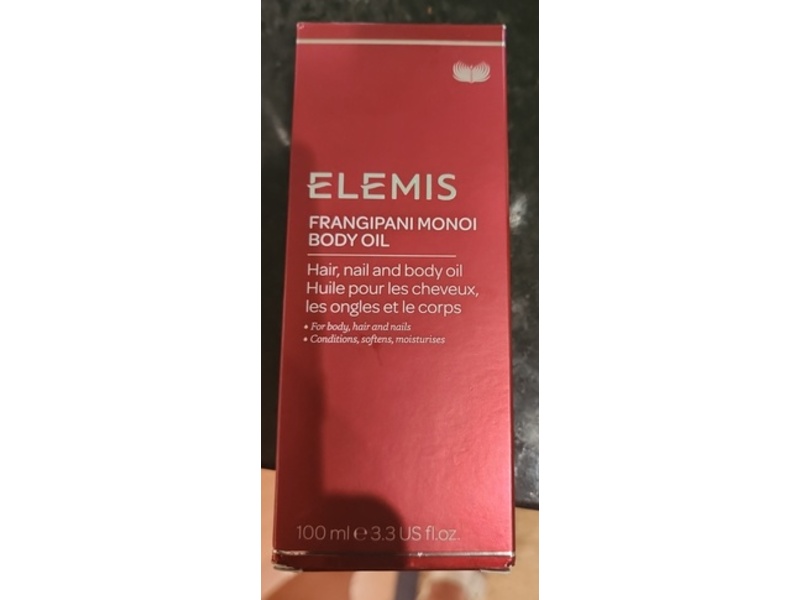 ELEMIS
FRANGIPANI MONOI
BODY OIL
Hair, nail and body oil
Huile pour les cheveux,
les ongles et le corps
• For body, hair and nails
• Conditions, softens, moisturises
100 ml ℮ 3.3 US fl.oz.